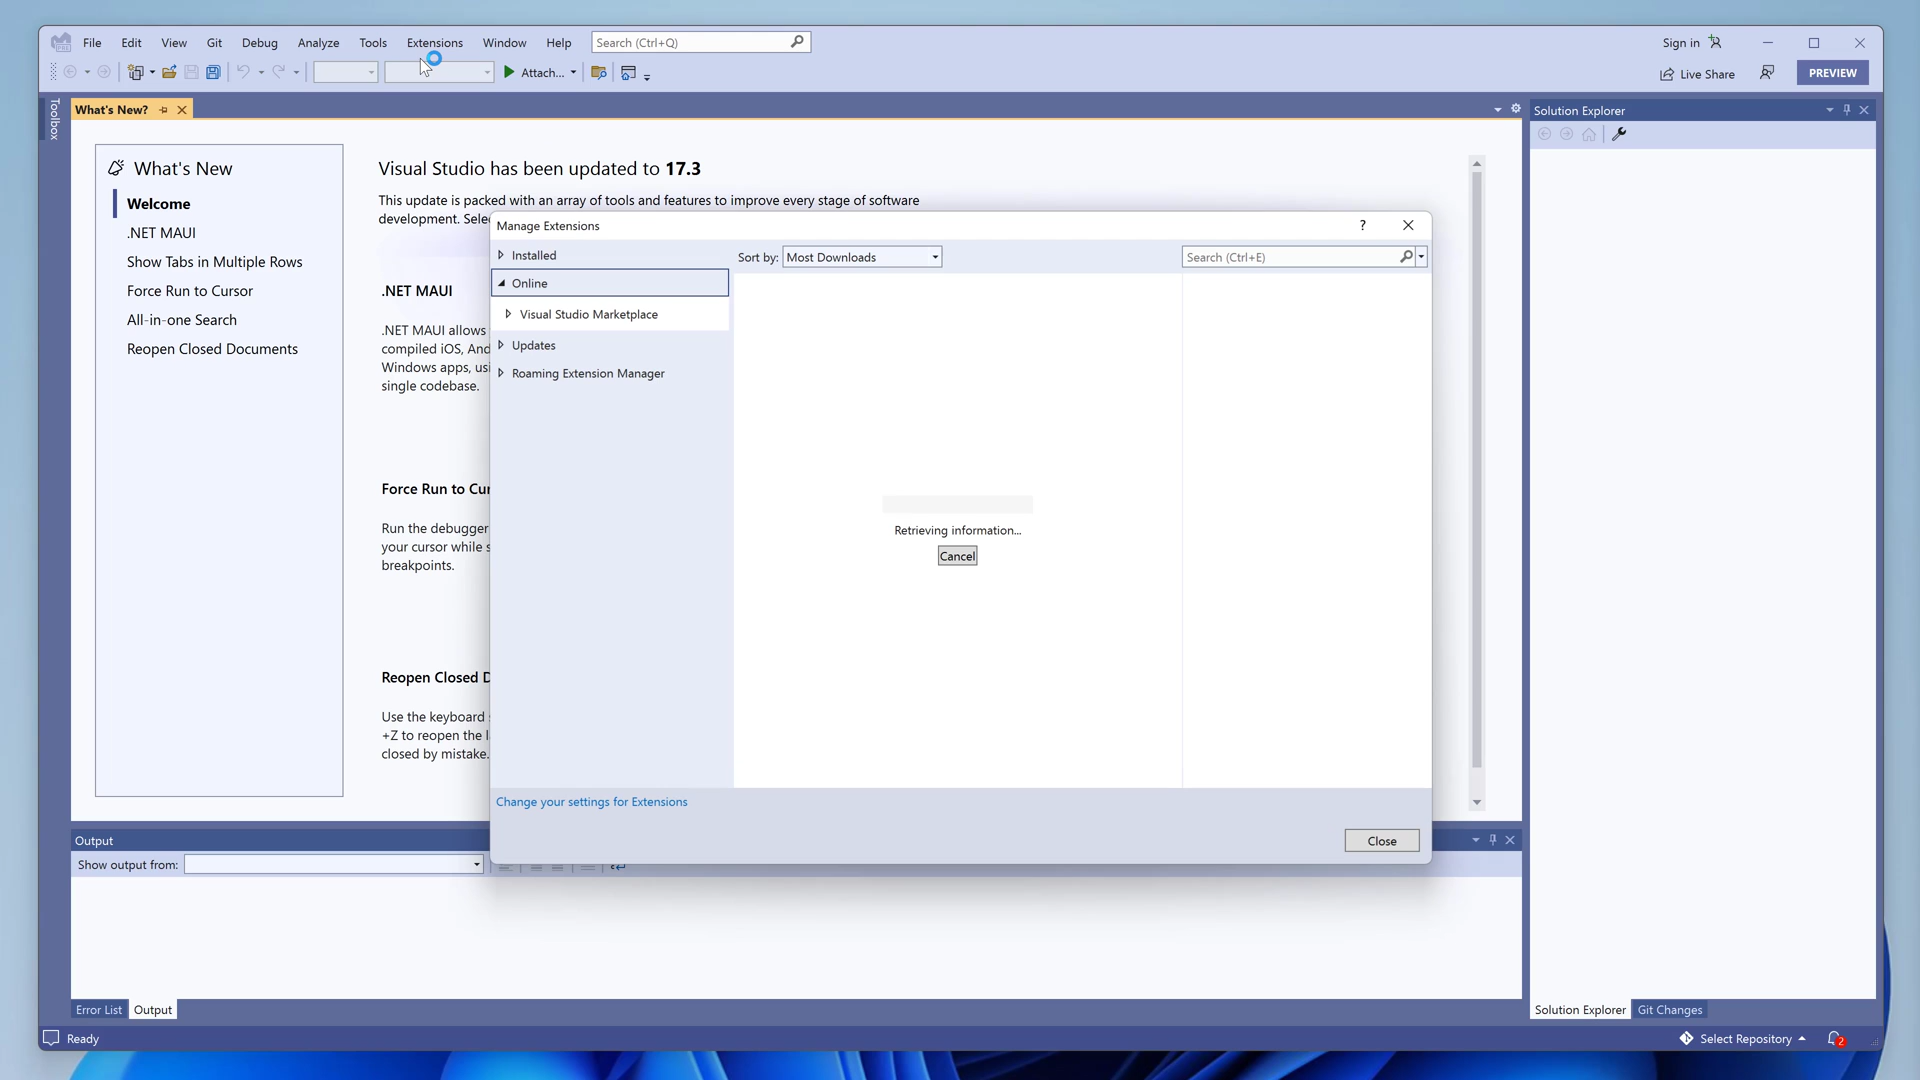 File Edit View Git Debug Analyze Tools Extensions Window Help Search (Ctrl+Q) Sign in
Attach... Live Share PREVIEW
Toolbox
What's New?
Solution Explorer
What's New
Welcome
.NET MAUI
Show Tabs in Multiple Rows
Force Run to Cursor
All-in-one Search
Reopen Closed Documents
Visual Studio has been updated to 17.3
This update is packed with an array of tools and features to improve every stage of software
development. Sele
.NET MAUI
.NET MAUI allows
compiled iOS, And
Windows apps, usi
single codebase.
Force Run to Cur
Run the debugger
your cursor while s
breakpoints.
Reopen Closed D
Use the keyboard s
+Z to reopen the l
closed by mistake.
Manage Extensions
?
Installed
Online
Visual Studio Marketplace
Updates
Roaming Extension Manager
Sort by: Most Downloads
Search (Ctrl+E)
Retrieving information...
Cancel
Change your settings for Extensions
Close
Output
Show output from:
Error List Output
Solution Explorer Git Changes
Ready
Select Repository 2